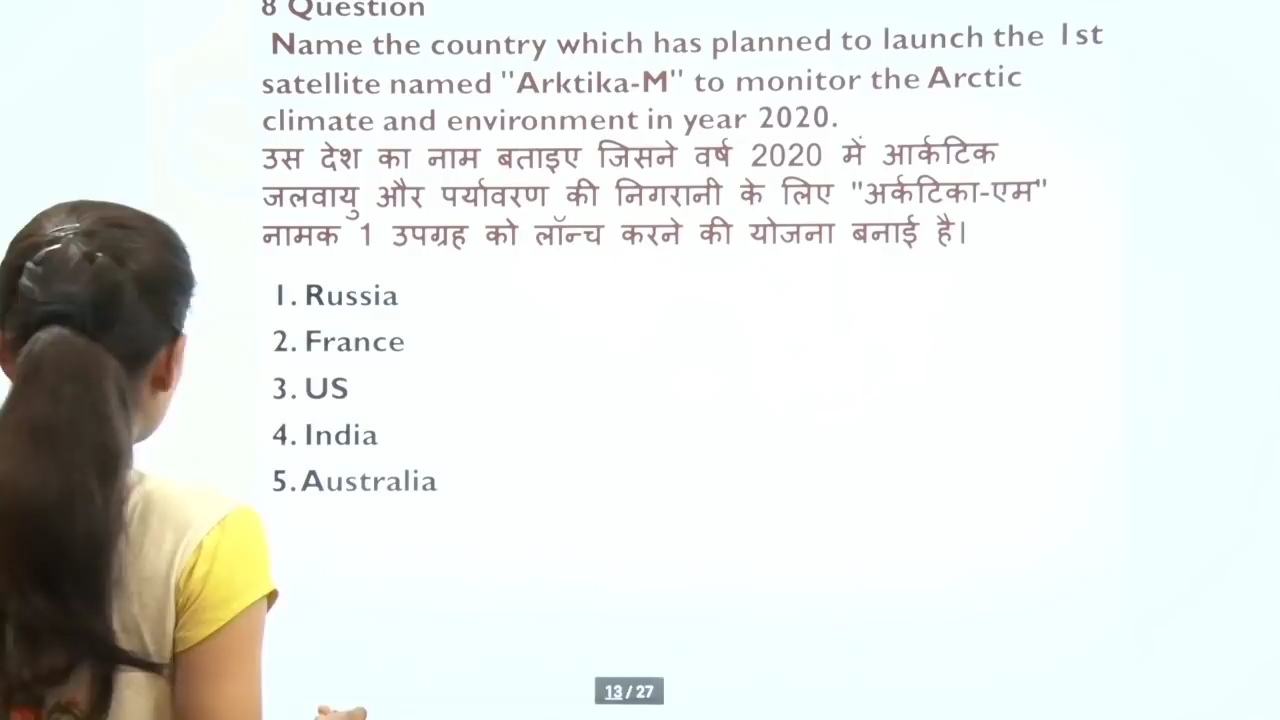 8 Question
Name the country which has planned to launch the 1st
satellite named "Arktika-M" to monitor the Arctic
climate and environment in year 2020.
उस देश का नाम बताइए जिसने वर्ष 2020 में आर्कटिक
जलवायु और पर्यावरण की निगरानी के लिए "अर्कटिका-एम"
नामक 1 उपग्रह को लॉन्च करने की योजना बनाई है।
1. Russia
2. France
3. US
4. India
5. Australia
13 / 27